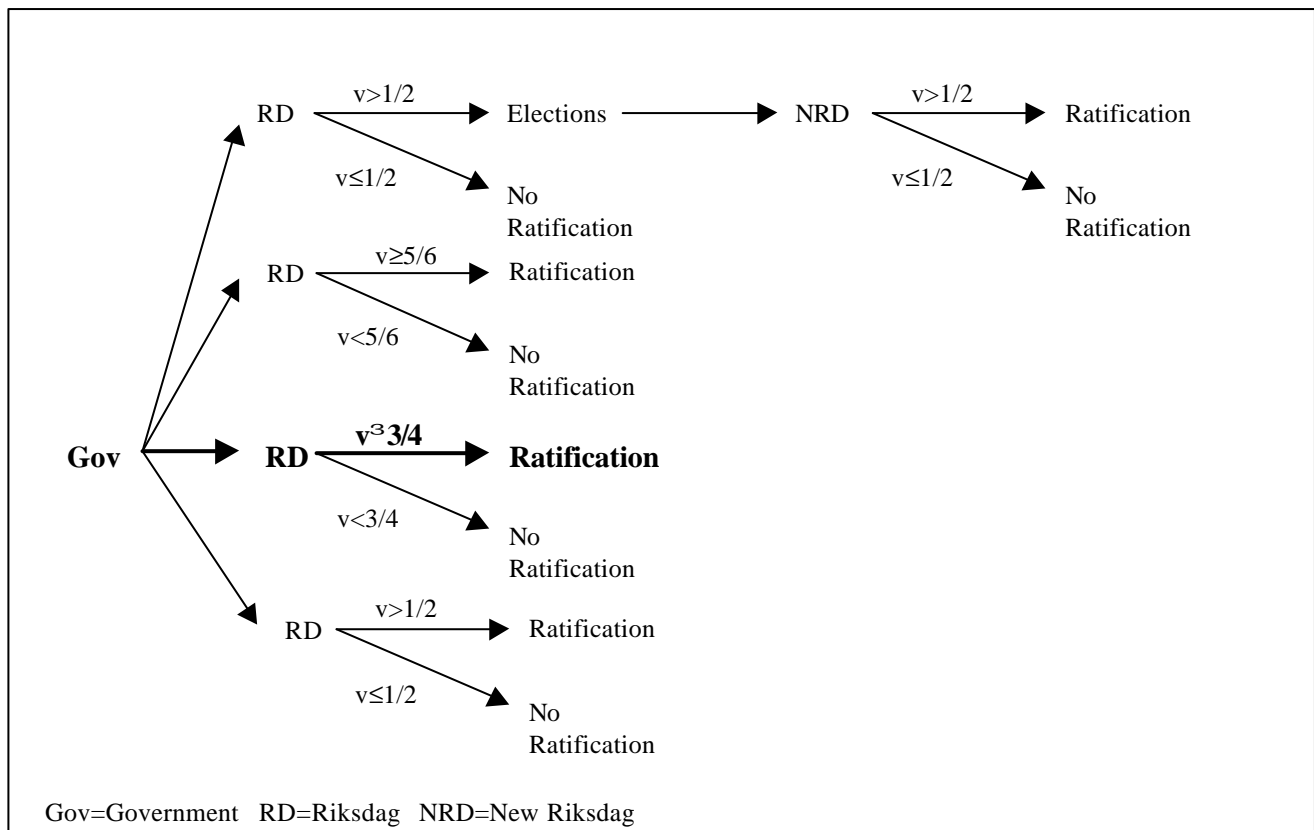 v>1/2
v>1/2
RD
Elections
NRD
Ratification
v≤1/2
v≤1/2
No
Ratification
No
Ratification
v≥5/6
RD
Ratification
v<5/6
No
Ratification
v³ 3/4
Gov
RD
Ratification
v<3/4
No
Ratification
v>1/2
RD
Ratification
v≤1/2
No
Ratification
Gov=Government RD=Riksdag NRD=New Riksdag